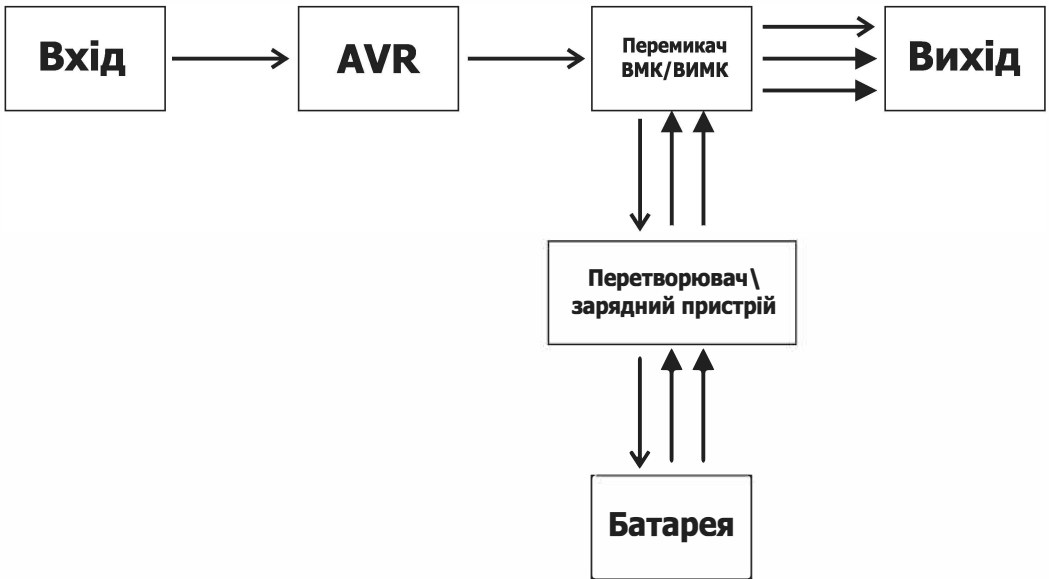 Вхід
AVR
Перемикач
ВМК/ВИМК
Вихід
Перетворювач\
зарядний пристрій
Батарея